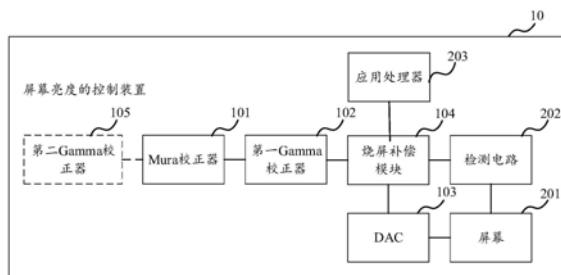 10
应用处理器
203
屏幕亮度的控制装置
105
101
102
104
202
第二Gamma校
正器
Mura校正器
第一Gamma
校正器
烧屏补偿
模块
检测电路
103
201
DAC
屏幕